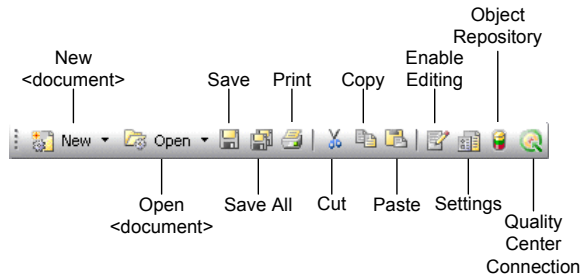 Object
Repository
New
<document>
Save
Print
Copy
Enable
Editing
New
Open
Open
<document>
Save All
Cut
Paste
Settings
Quality
Center
Connection